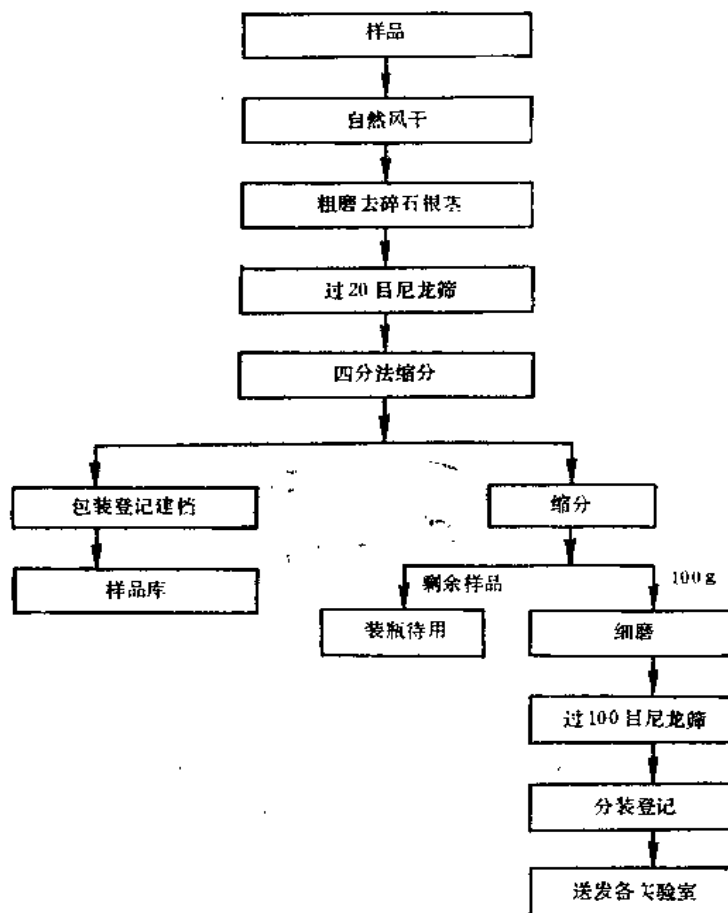 样品
自然风干
粗磨去碎石根茎
过20目尼龙筛
四分法缩分
包装登记建档
缩分
样品库
剩余样品
100g
装瓶待用
细磨
过100目尼龙筛
分装登记
送发各实验室